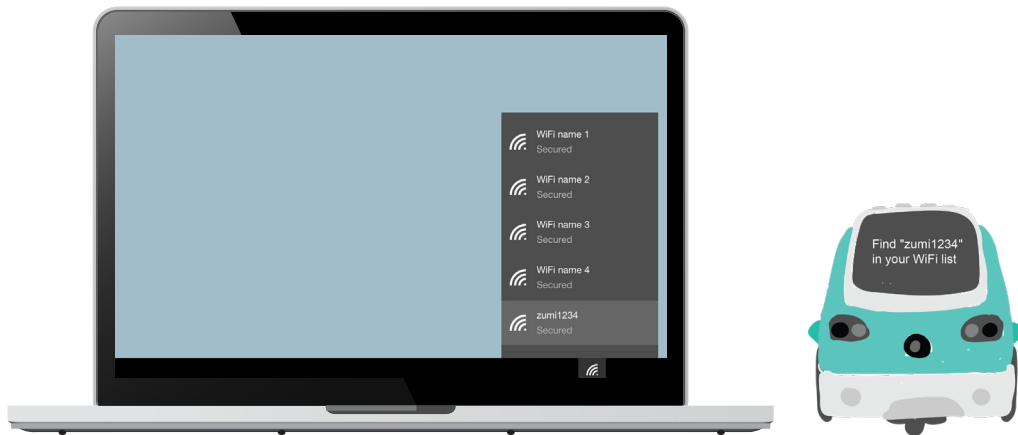 WiFi name 1
Secured
WiFi name 2
Secured
WiFi name 3
Secured
WiFi name 4
Secured
zumi1234
Secured
Find "zumi1234"
in your WiFi list